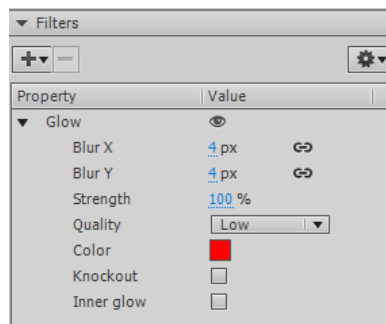 Filters
Property Value
Glow
Blur X 4 px
Blur Y 4 px
Strength 100 %
Quality Low
Color
Knockout
Inner glow